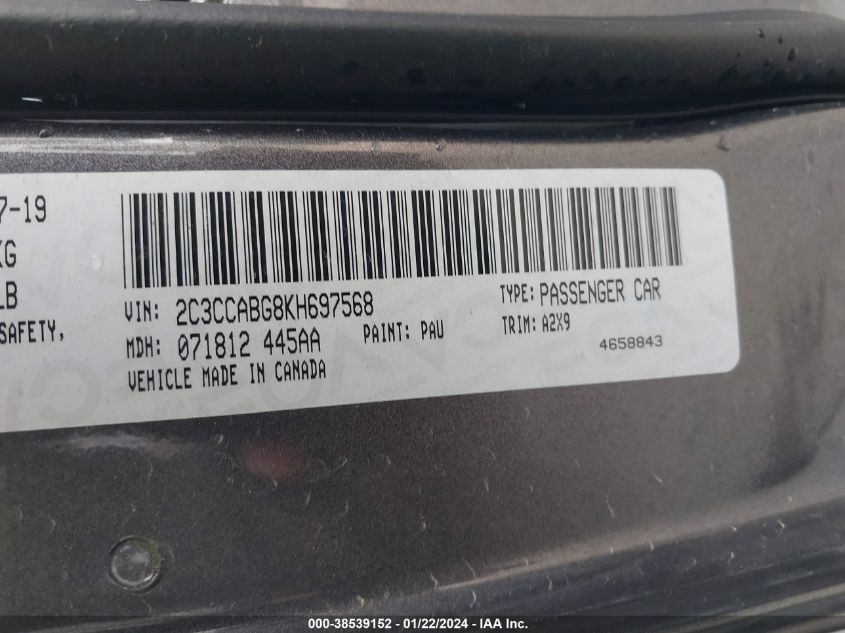 7-19
KG
LB
SAFETY,
VIN: 2C3CCABG8KH697568
TYPE: PASSENGER CAR
MDH: 071812 445AA
PAINT: PAU
TRIM: A2X9
VEHICLE MADE IN CANADA
4658843
000-38539152 - 01/22/2024 - IAA Inc.